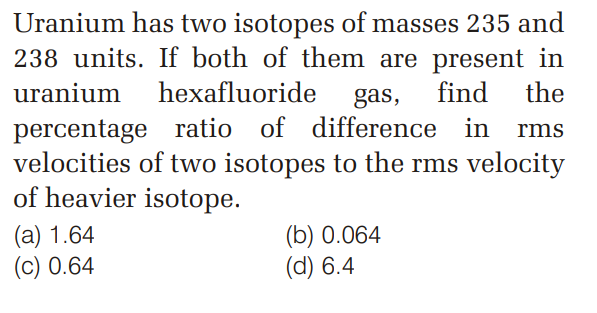 Uranium has two isotopes of masses 235 and
238 units. If both of them are present in
uranium hexafluoride gas, find the
percentage ratio of difference in rms
velocities of two isotopes to the rms velocity
of heavier isotope.
(a) 1.64 (b) 0.064
(c) 0.64 (d) 6.4